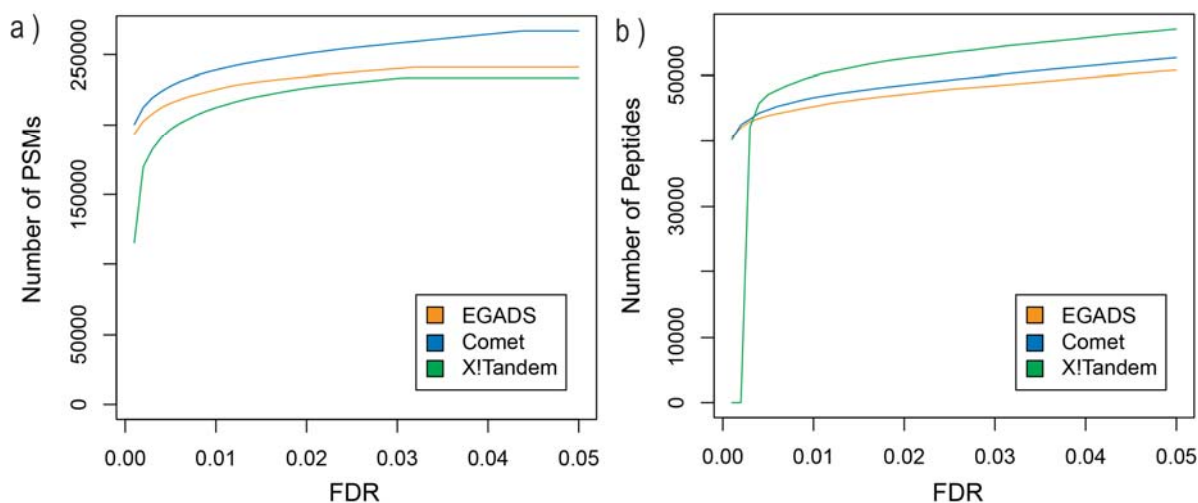 a )
Number of PSMs
250000
150000
50000
0
EGADS
Comet
X!Tandem
0.00 0.01 0.02 0.03 0.04 0.05
FDR
b )
Number of Peptides
50000
30000
10000
0
EGADS
Comet
X!Tandem
0.00 0.01 0.02 0.03 0.04 0.05
FDR